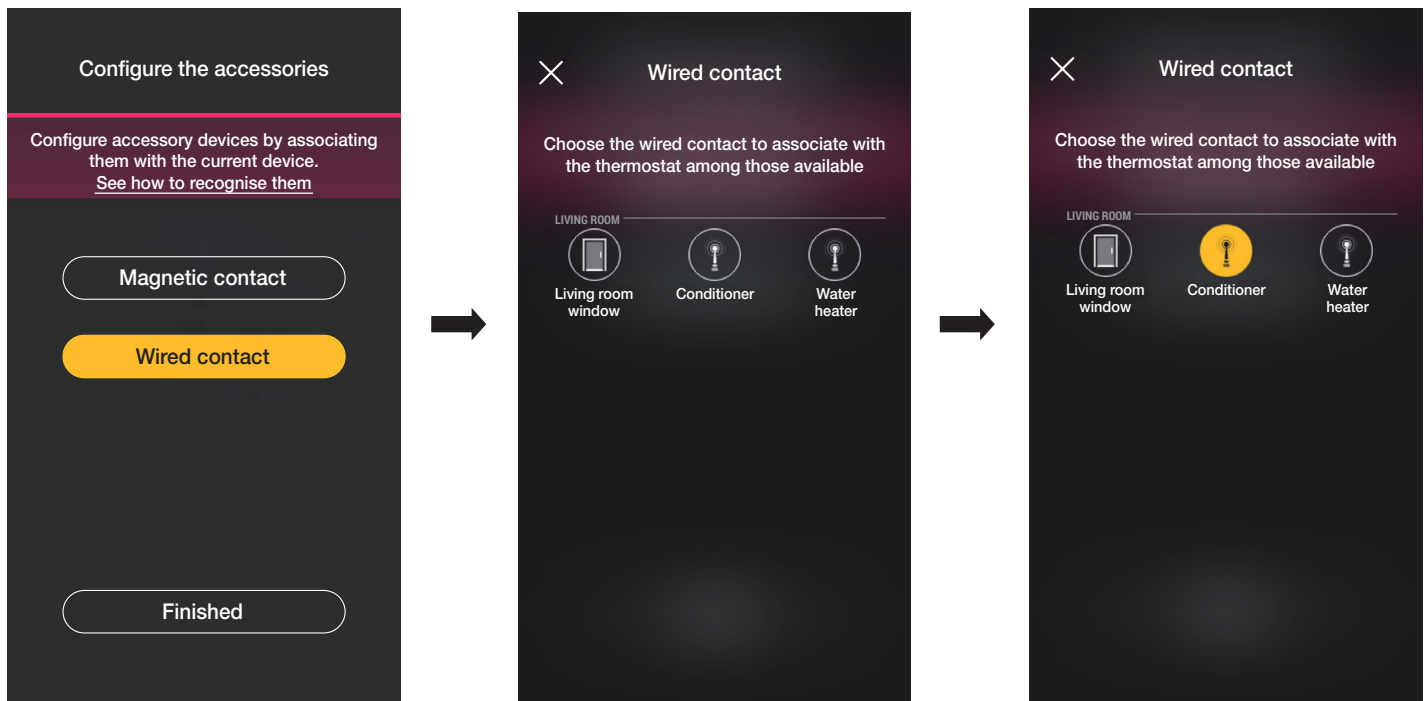 Configure the accessories
Configure accessory devices by associating
them with the current device.
See how to recognise them
Magnetic contact
Wired contact
Finished
Wired contact
Choose the wired contact to associate with
the thermostat among those available
LIVING ROOM
Living room
window
Conditioner
Water
heater
Wired contact
Choose the wired contact to associate with
the thermostat among those available
LIVING ROOM
Living room
window
Conditioner
Water
heater